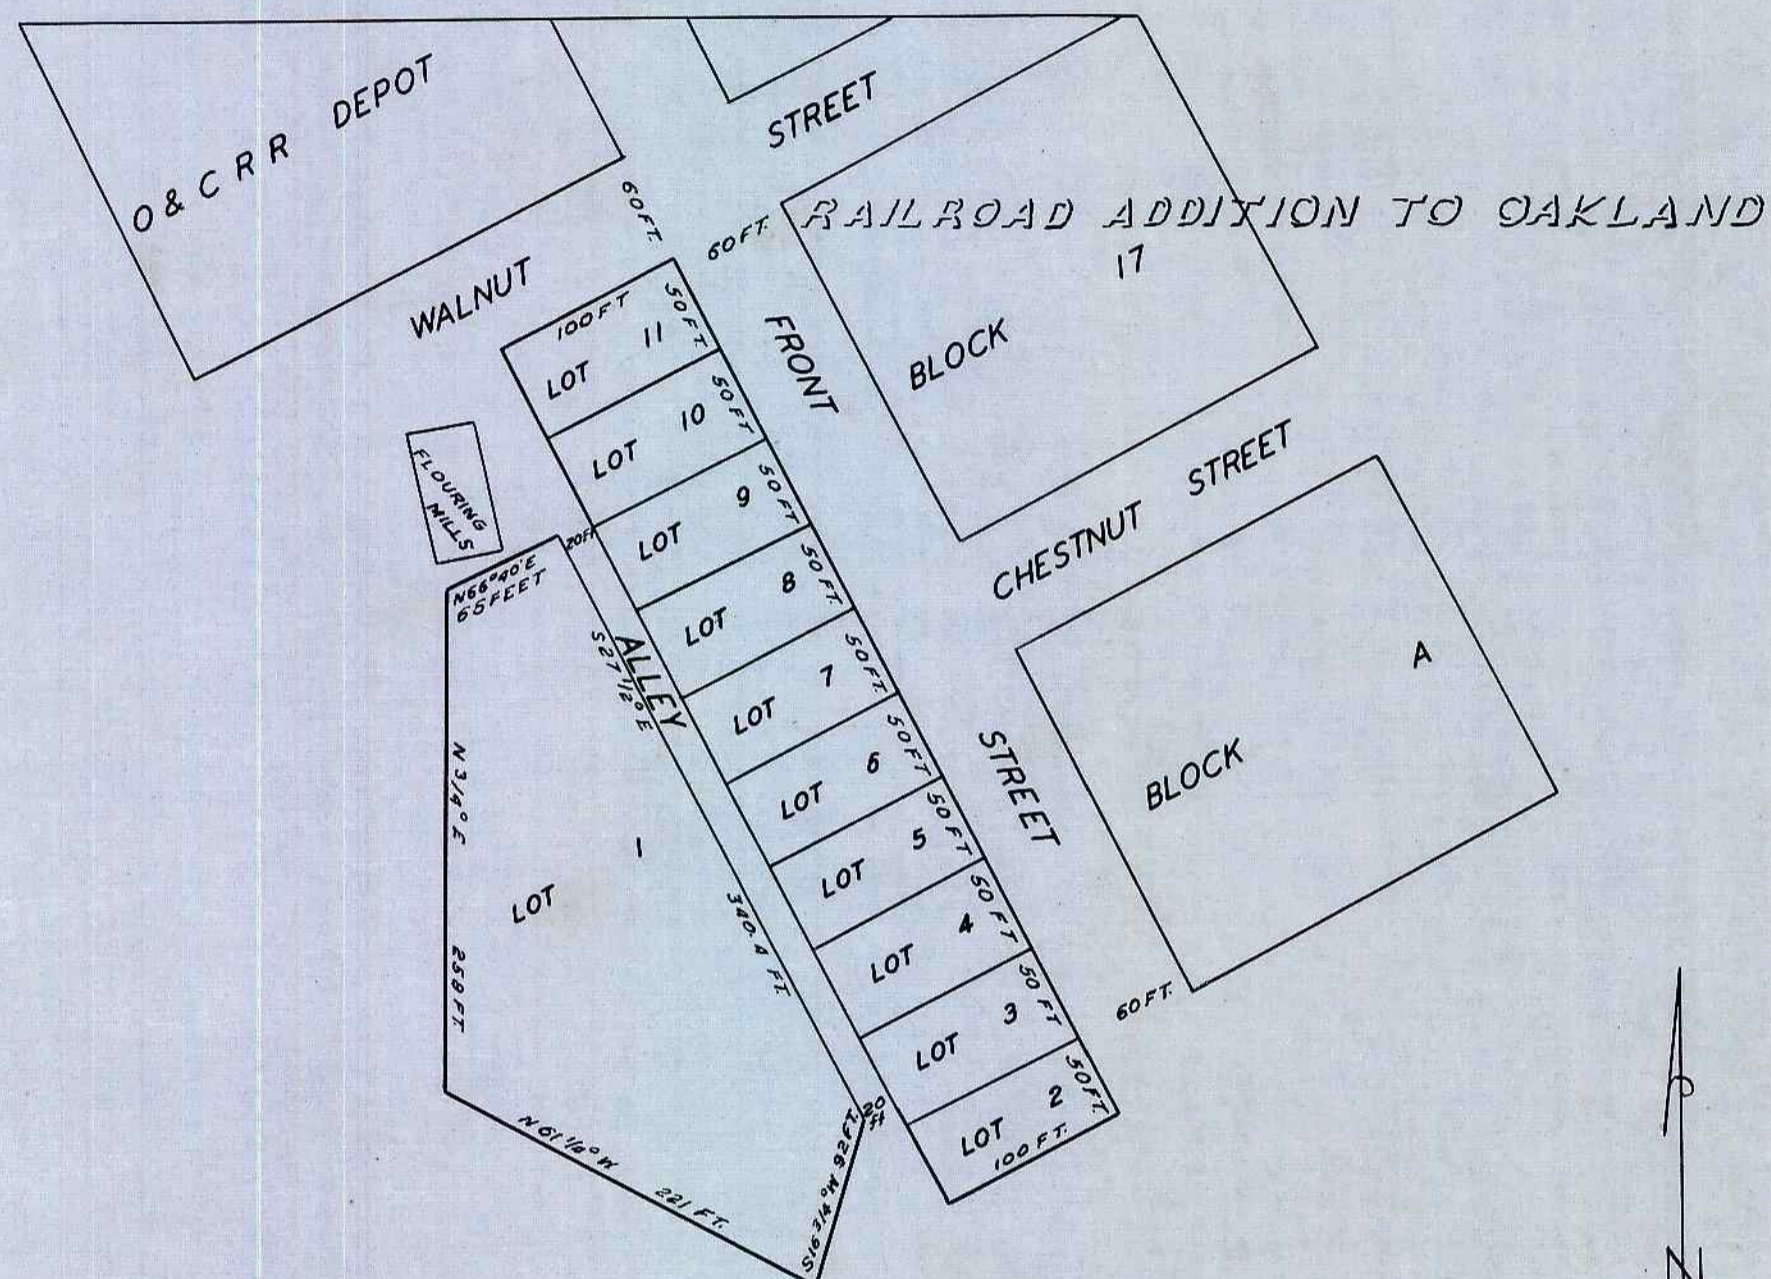 O & C R R DEPOT
STREET
60 FT.
60 FT.
RAILROAD ADDITION TO OAKLAND
17
BLOCK
WALNUT
FRONT
100 FT
50 FT.
LOT 11
50 FT
LOT 10
50 FT
LOT 9
50 FT.
LOT 8
50 FT.
LOT 7
50 FT
LOT 6
50 FT
LOT 5
50 FT
LOT 4
50 FT
LOT 3
50 FT.
LOT 2
100 FT.
FLOURING
MILLS
20 FT
N 66° 40' E
65 FEET
ALLEY
S 27 1/2° E
340.4 FT.
N 3/4° E
258 FT.
LOT 1
N 61 1/4° W
221 FT.
S 16 3/4° W 92 FT.
20
ft
CHESTNUT STREET
STREET
A
BLOCK
60 FT.
N